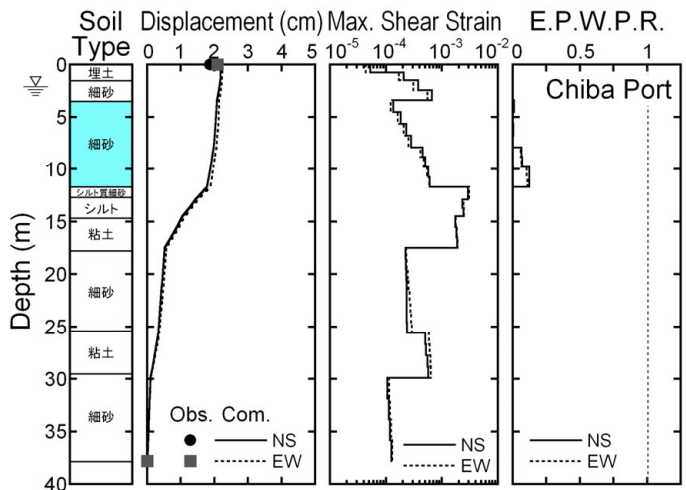 Soil Type
Displacement (cm)
Max. Shear Strain
E.P.W.P.R.
0 1 2 3 4 5
10-5 10-4 10-3 10-2
0 1
Depth (m)
0
5
10
15
20
25
30
35
40
埋土
細砂
細砂
シルト質細砂
シルト
粘土
細砂
粘土
細砂
Obs. Com.
NS
EW
NS
EW
Chiba Port
NS
EW